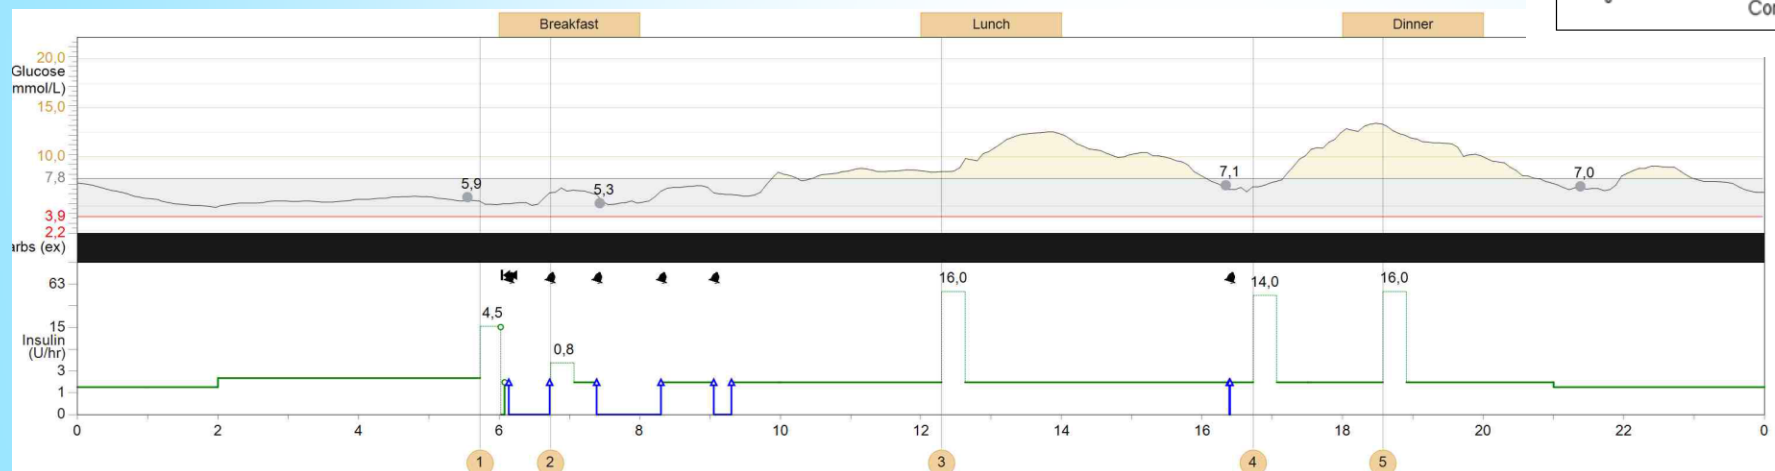 Breakfast Lunch Dinner
Cor
20,0
Glucose
mmol/L)
15,0
10,0
7,8
3,9
2,2
arbs (ex)
5,9 5,3 7,1 7,0
63
15
Insulin
(U/hr)
3
1
0
4,5 0,8 16,0 14,0 16,0
0 2 4 6 8 10 12 14 16 18 20 22 0
1 2 3 4 5